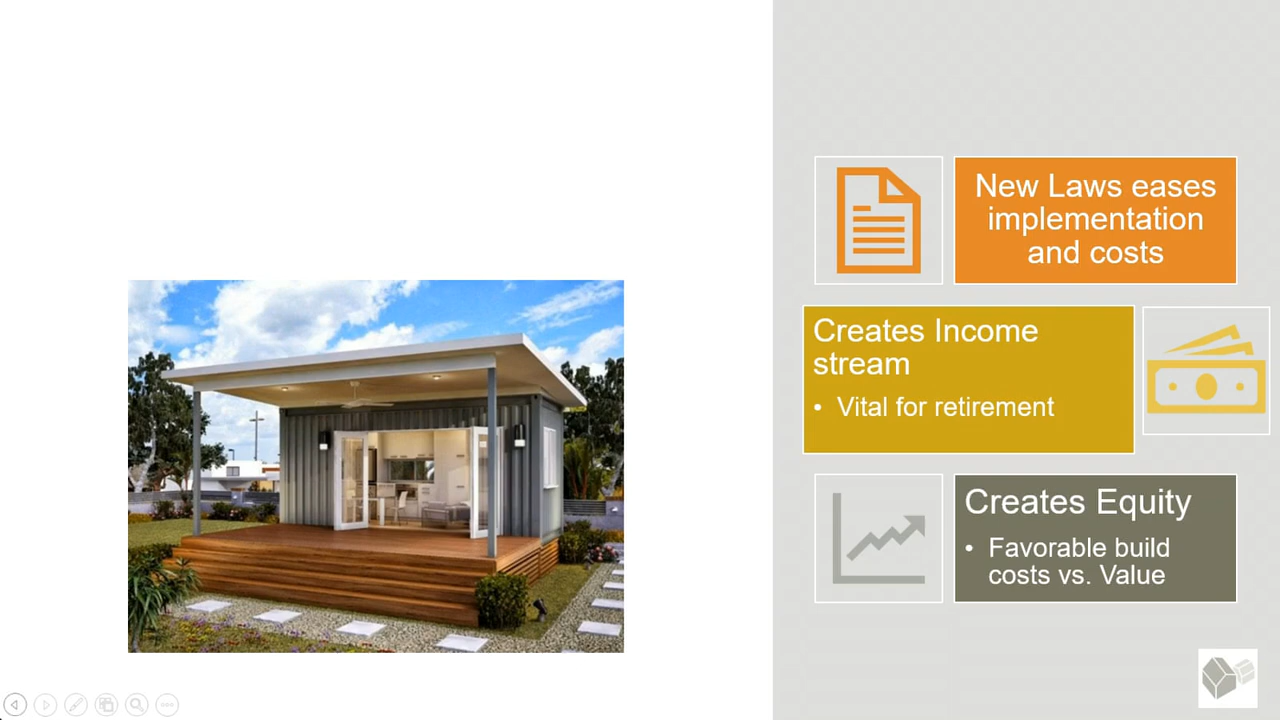 New Laws eases
implementation
and costs
Creates Income
stream
• Vital for retirement
Creates Equity
• Favorable build
costs vs. Value